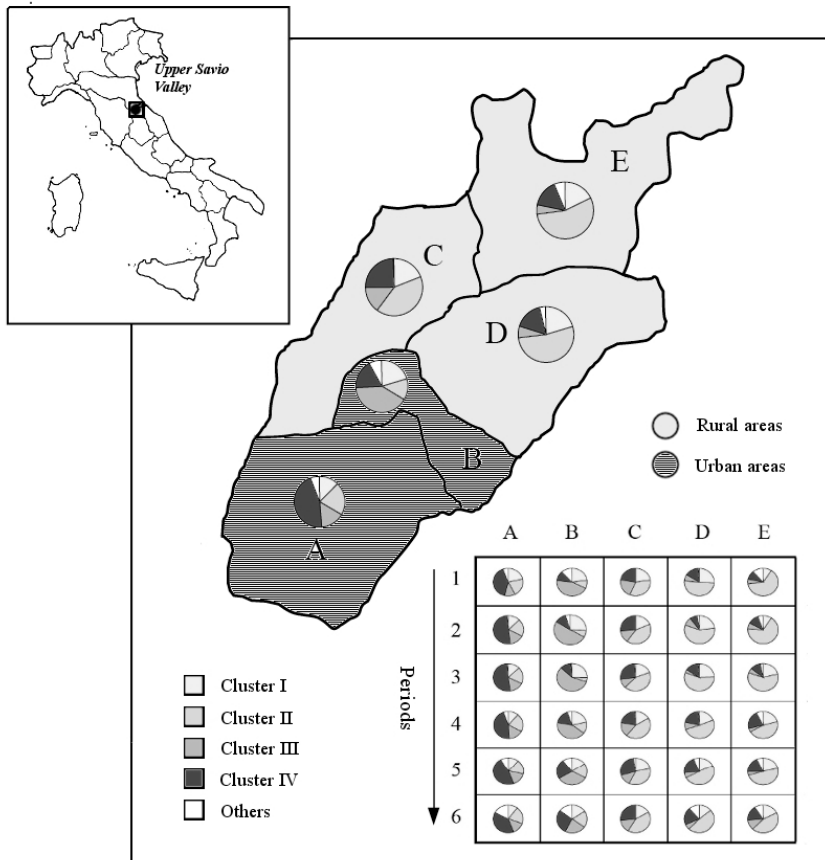 Upper Savio
Valley
E
C
D
B
A
Rural areas
Urban areas
A B C D E
1
2
3
4
5
6
Periods
Cluster I
Cluster II
Cluster III
Cluster IV
Others